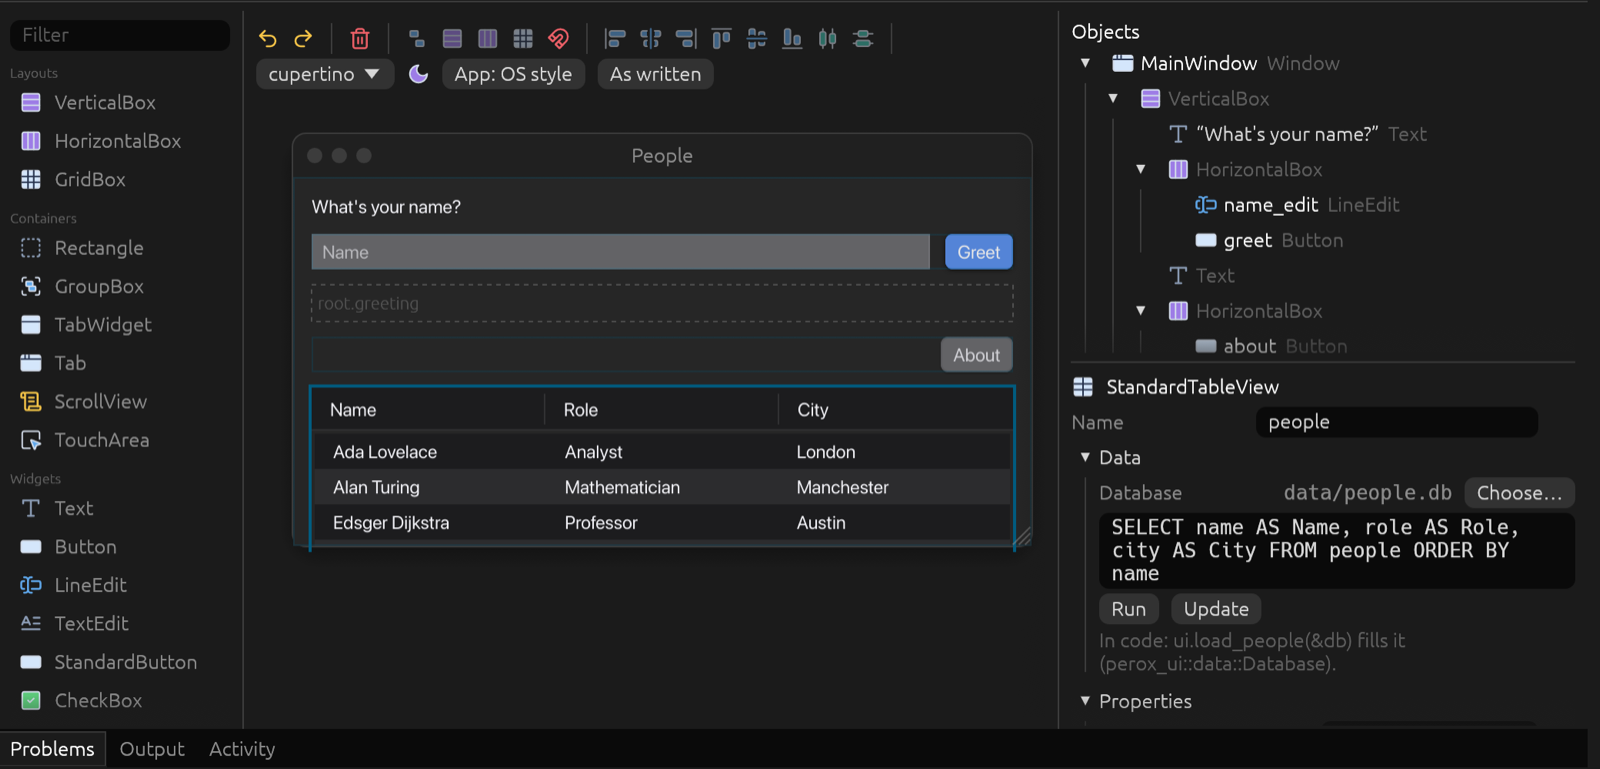 Filter
Layouts
VerticalBox
HorizontalBox
GridBox
Containers
Rectangle
GroupBox
TabWidget
Tab
ScrollView
TouchArea
Widgets
Text
Button
LineEdit
TextEdit
StandardButton
CheckBox
cupertino
App: OS style
As written
People
What's your name?
Name
Greet
root.greeting
About
Name Role City
Ada Lovelace Analyst London
Alan Turing Mathematician Manchester
Edsger Dijkstra Professor Austin
Objects
MainWindow Window
VerticalBox
“What's your name?” Text
HorizontalBox
name_edit LineEdit
greet Button
Text
HorizontalBox
about Button
StandardTableView
Name people
Data
Database data/people.db Choose...
SELECT name AS Name, role AS Role,
city AS City FROM people ORDER BY
name
Run Update
In code: ui.load_people(&db) fills it
(perox_ui::data::Database).
Properties
Problems Output Activity